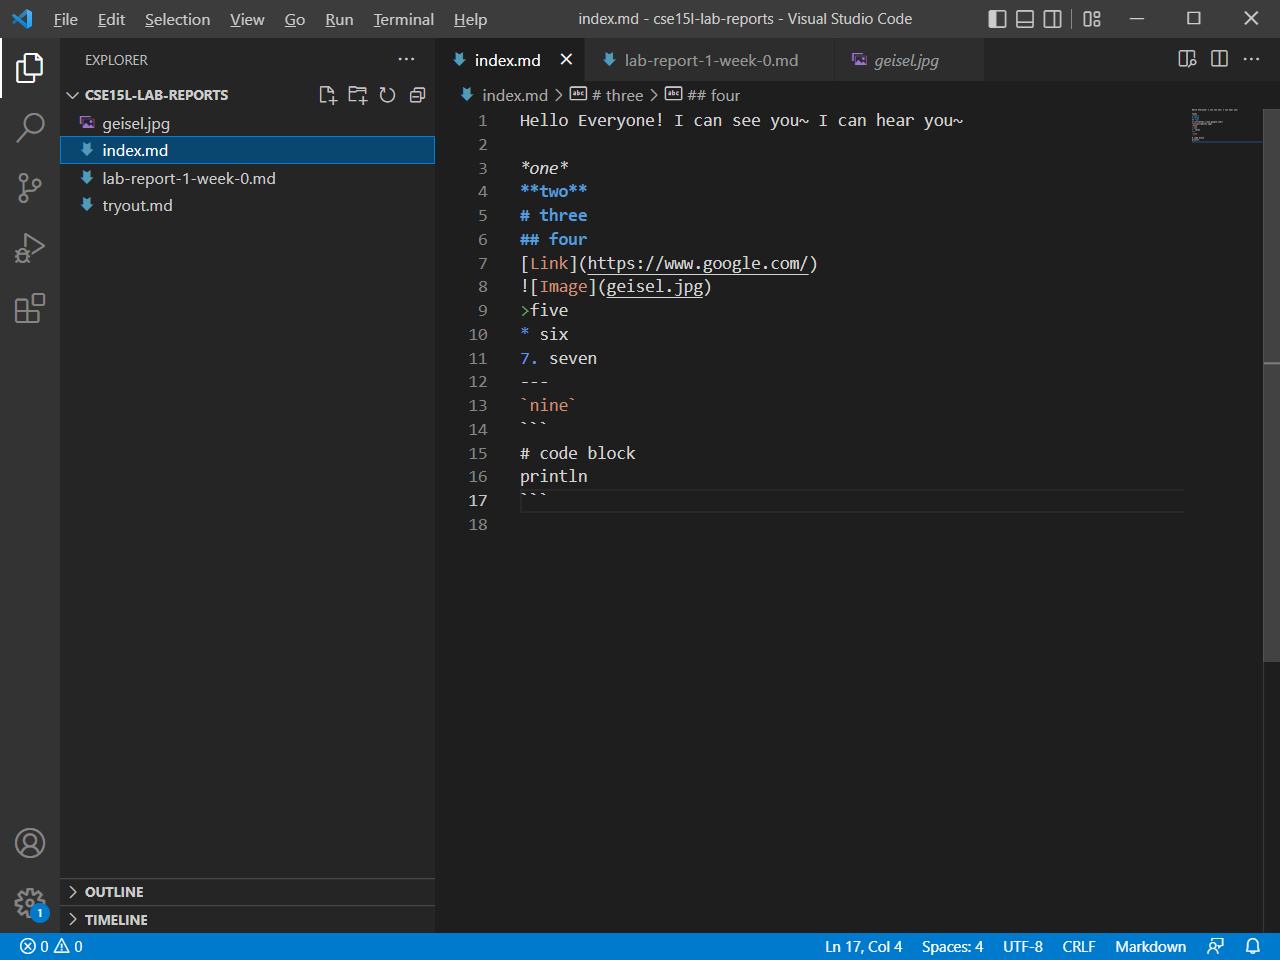 File Edit Selection View Go Run Terminal Help index.md - cse15l-lab-reports - Visual Studio Code
EXPLORER
CSE15L-LAB-REPORTS
geisel.jpg
index.md
lab-report-1-week-0.md
tryout.md
OUTLINE
TIMELINE
1
index.md lab-report-1-week-0.md geisel.jpg
index.md > # three > ## four
1 Hello Everyone! I can see you~ I can hear you~
2
3 *one*
4 **two**
5 # three
6 ## four
7 [Link](https://www.google.com/)
8 ![Image](geisel.jpg)
9 >five
10 * six
11 7. seven
12 ---
13 `nine`
14 ```
15 # code block
16 println
17 ```
18
0 0 Ln 17, Col 4 Spaces: 4 UTF-8 CRLF Markdown